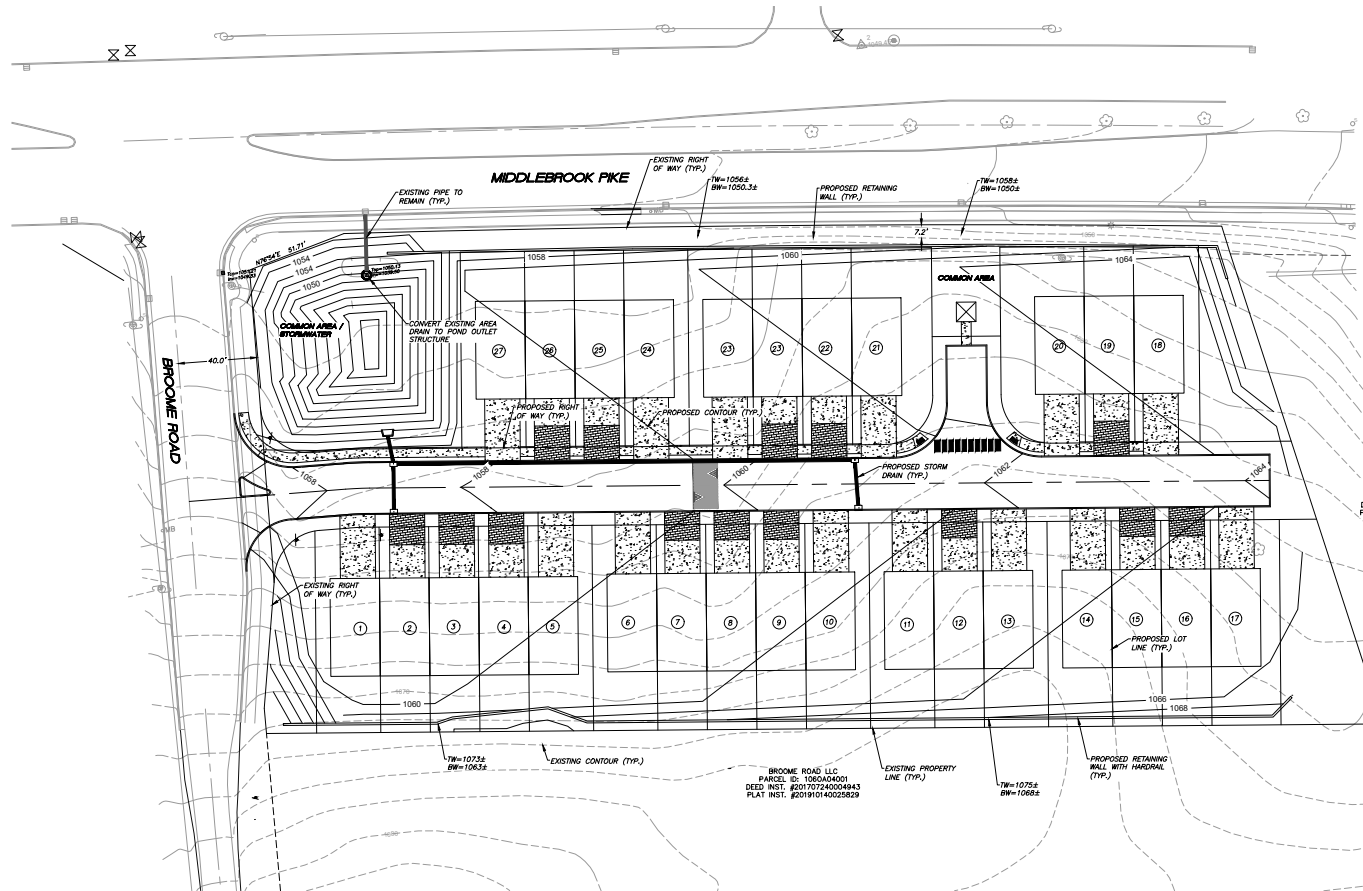 EXISTING RIGHT
OF WAY (TYP.)
MIDDLEBROOK PIKE
TW=1056±
BW=1050.3±
PROPOSED RETAINING
WALL (TYP.)
TW=1058±
BW=1050±
EXISTING PIPE TO
REMAIN (TYP.)
7.2'
N76°54'E 51.71'
1054
1054
1050
1058
1060
1064
COMMON AREA
COMMON AREA /
STORMWATER
CONVERT EXISTING AREA
DRAIN TO POND OUTLET
STRUCTURE
40.0'
BROOME ROAD
27
26
25
24
23
23
22
21
20
19
18
PROPOSED RIGHT
OF WAY (TYP.)
PROPOSED CONTOUR (TYP.)
1058
1058
1060
PROPOSED STORM
DRAIN (TYP.)
1062
1064
EXISTING RIGHT
OF WAY (TYP.)
1
2
3
4
5
6
7
8
9
10
11
12
13
14
15
16
17
PROPOSED LOT
LINE (TYP.)
1060
1066
1068
TW=1073±
BW=1063±
EXISTING CONTOUR (TYP.)
BROOME ROAD LLC
PARCEL ID: 106OA04001
DEED INST. #201707240004943
PLAT INST. #201910140025829
EXISTING PROPERTY
LINE (TYP.)
TW=1075±
BW=1068±
PROPOSED RETAINING
WALL WITH HARDRAIL
(TYP.)